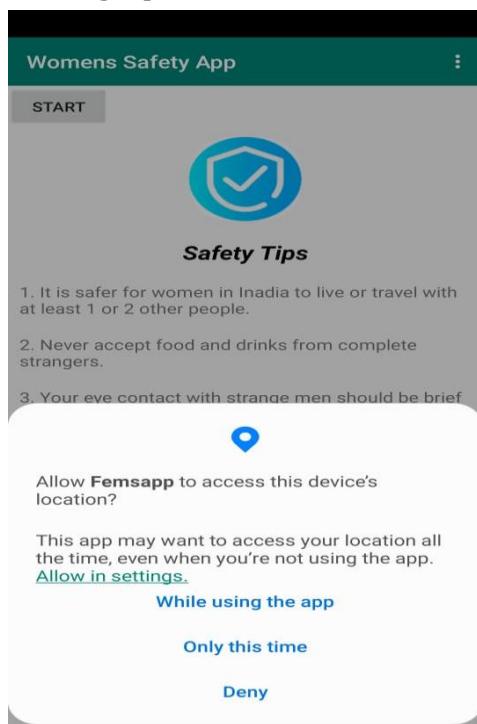 Womens Safety App
START
Safety Tips
1. It is safer for women in Inadia to live or travel with
at least 1 or 2 other people.
2. Never accept food and drinks from complete
strangers.
3. Your eye contact with strange men should be brief
Allow Femsapp to access this device's
location?
This app may want to access your location all
the time, even when you're not using the app.
Allow in settings.
While using the app
Only this time
Deny